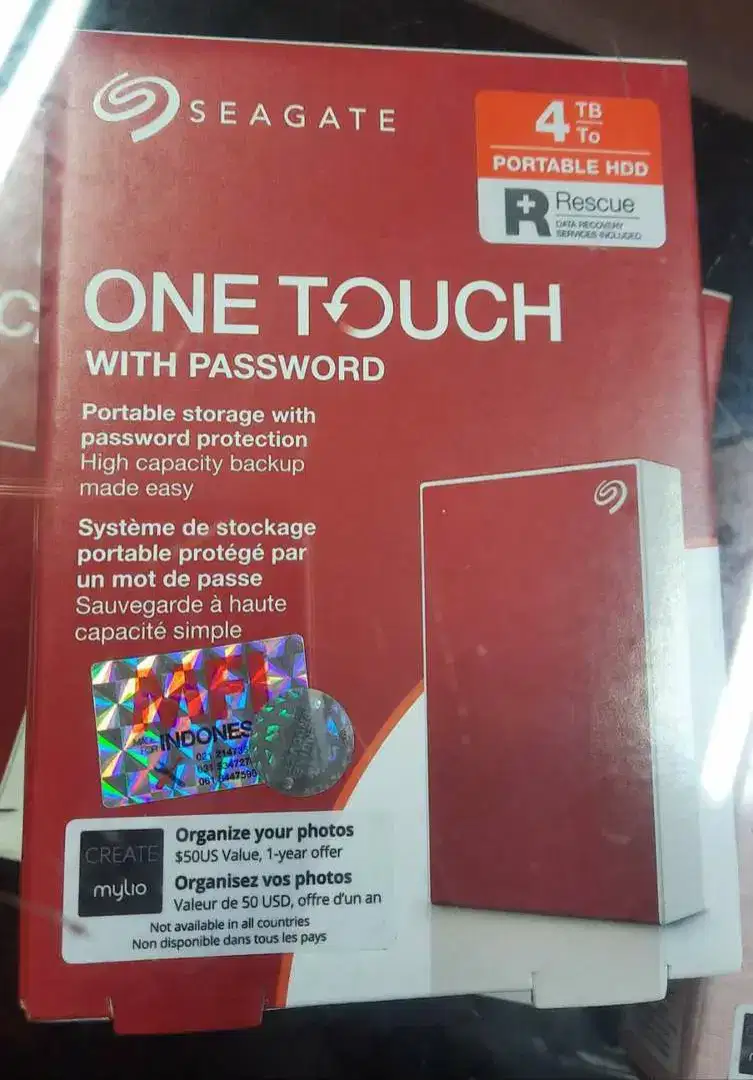 SEAGATE
4 TB
To
PORTABLE HDD
R Rescue
DATA RECOVERY
SERVICES INCLUDED
ONE TOUCH
WITH PASSWORD
Portable storage with
password protection
High capacity backup
made easy
Système de stockage
portable protégé par
un mot de passe
Sauvegarde à haute
capacité simple
MFI
MADE
FOR INDONES
CREATE
mylio
Organize your photos
$50US Value, 1-year offer
Organisez vos photos
Valeur de 50 USD, offre d'un an
Not available in all countries
Non disponible dans tous les pays